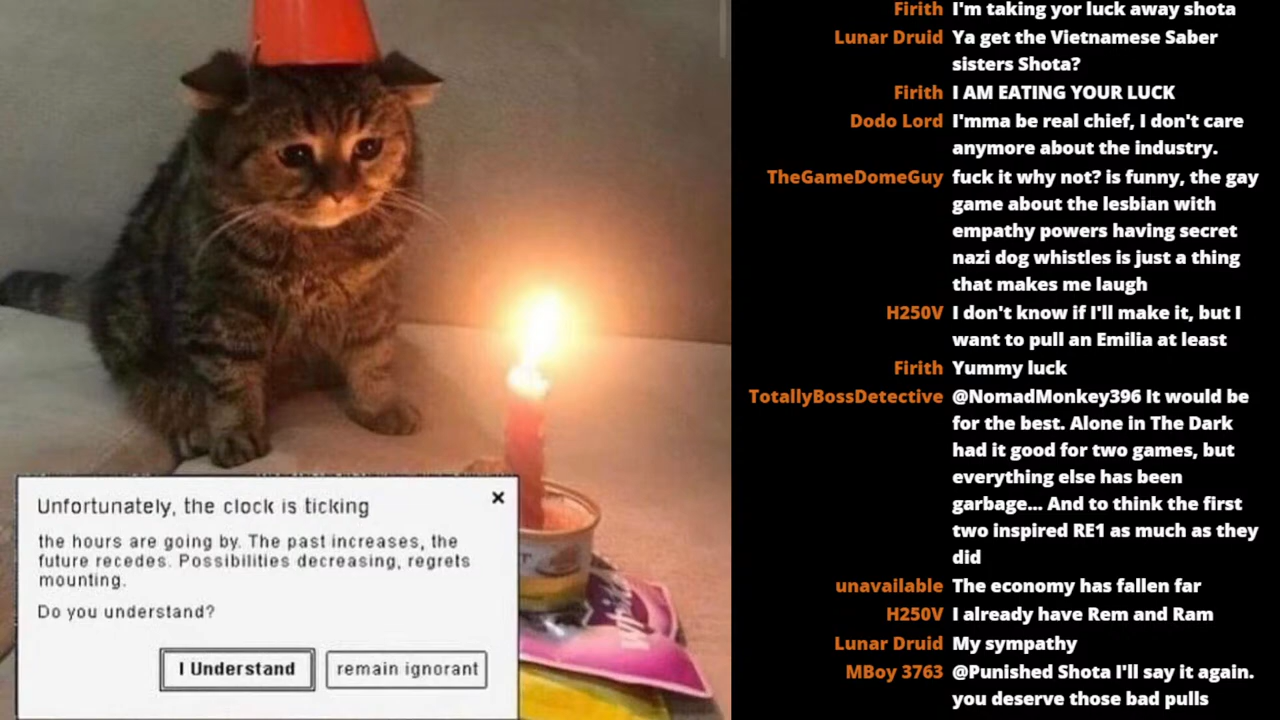 Unfortunately, the clock is ticking
the hours are going by. The past increases, the
future recedes. Possibilities decreasing, regrets
mounting.
Do you understand?
I Understand
remain ignorant
Firith I'm taking yor luck away shota
Lunar Druid Ya get the Vietnamese Saber
sisters Shota?
Firith I AM EATING YOUR LUCK
Dodo Lord I'mma be real chief, I don't care
anymore about the industry.
TheGameDomeGuy fuck it why not? is funny, the gay
game about the lesbian with
empathy powers having secret
nazi dog whistles is just a thing
that makes me laugh
H250V I don't know if I'll make it, but I
want to pull an Emilia at least
Firith Yummy luck
TotallyBossDetective @NomadMonkey396 It would be
for the best. Alone in The Dark
had it good for two games, but
everything else has been
garbage... And to think the first
two inspired RE1 as much as they
did
unavailable The economy has fallen far
H250V I already have Rem and Ram
Lunar Druid My sympathy
MBoy 3763 @Punished Shota I'll say it again.
you deserve those bad pulls